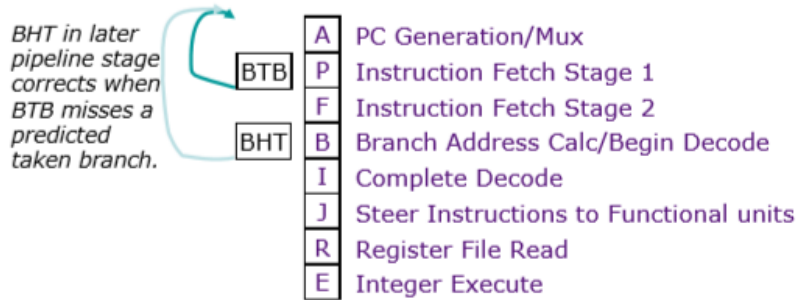 BHT in later
pipeline stage
corrects when
BTB misses a
predicted
taken branch.
BTB
BHT
A PC Generation/Mux
P Instruction Fetch Stage 1
F Instruction Fetch Stage 2
B Branch Address Calc/Begin Decode
I Complete Decode
J Steer Instructions to Functional units
R Register File Read
E Integer Execute